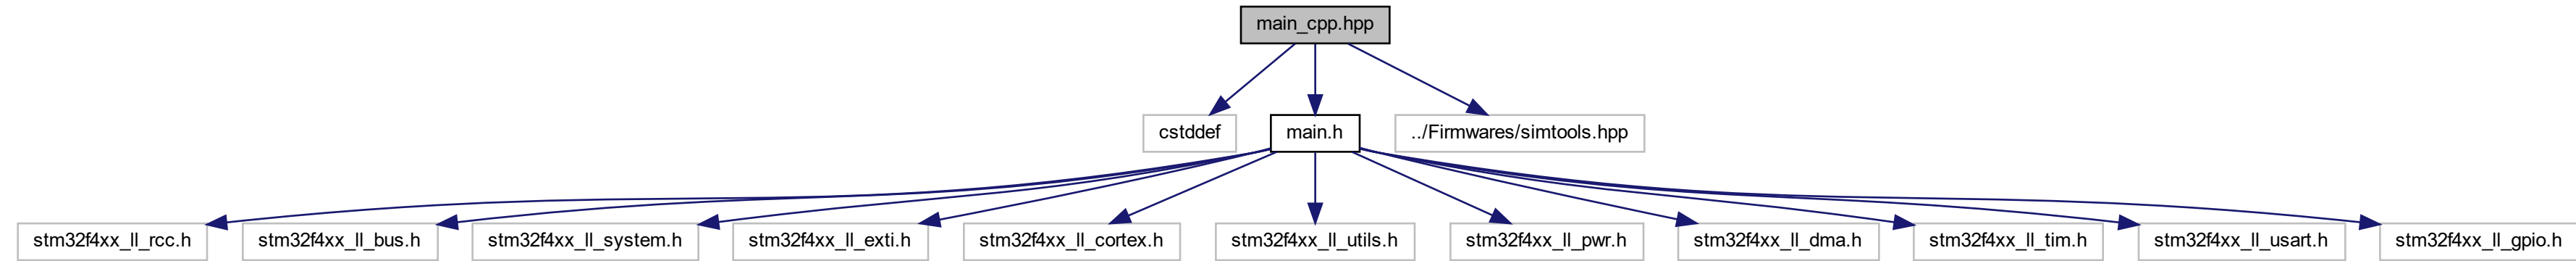 main_cpp.hpp
cstddef
main.h
../Firmwares/simtools.hpp
stm32f4xx_ll_rcc.h
stm32f4xx_ll_bus.h
stm32f4xx_ll_system.h
stm32f4xx_ll_exti.h
stm32f4xx_ll_cortex.h
stm32f4xx_ll_utils.h
stm32f4xx_ll_pwr.h
stm32f4xx_ll_dma.h
stm32f4xx_ll_tim.h
stm32f4xx_ll_usart.h
stm32f4xx_ll_gpio.h